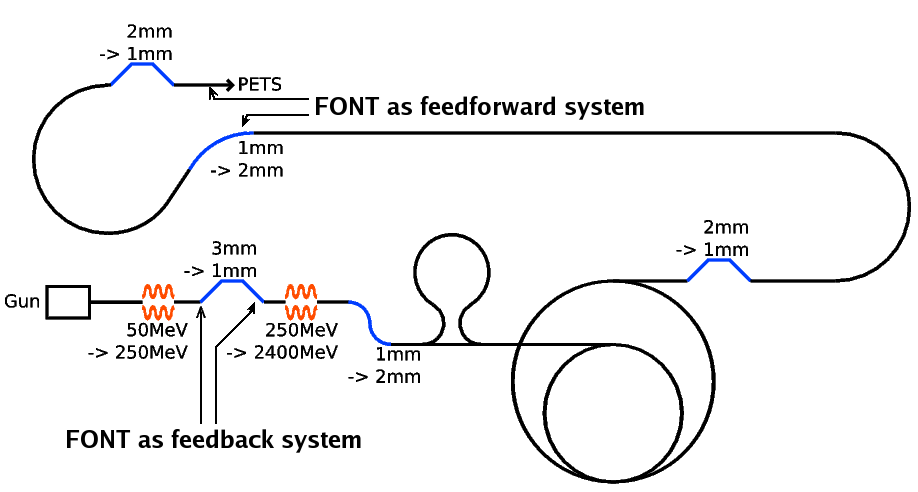 2mm
-> 1mm
PETS
FONT as feedforward system
1mm
-> 2mm
2mm
-> 1mm
3mm
-> 1mm
Gun
50MeV
-> 250MeV
250MeV
-> 2400MeV
1mm
-> 2mm
FONT as feedback system